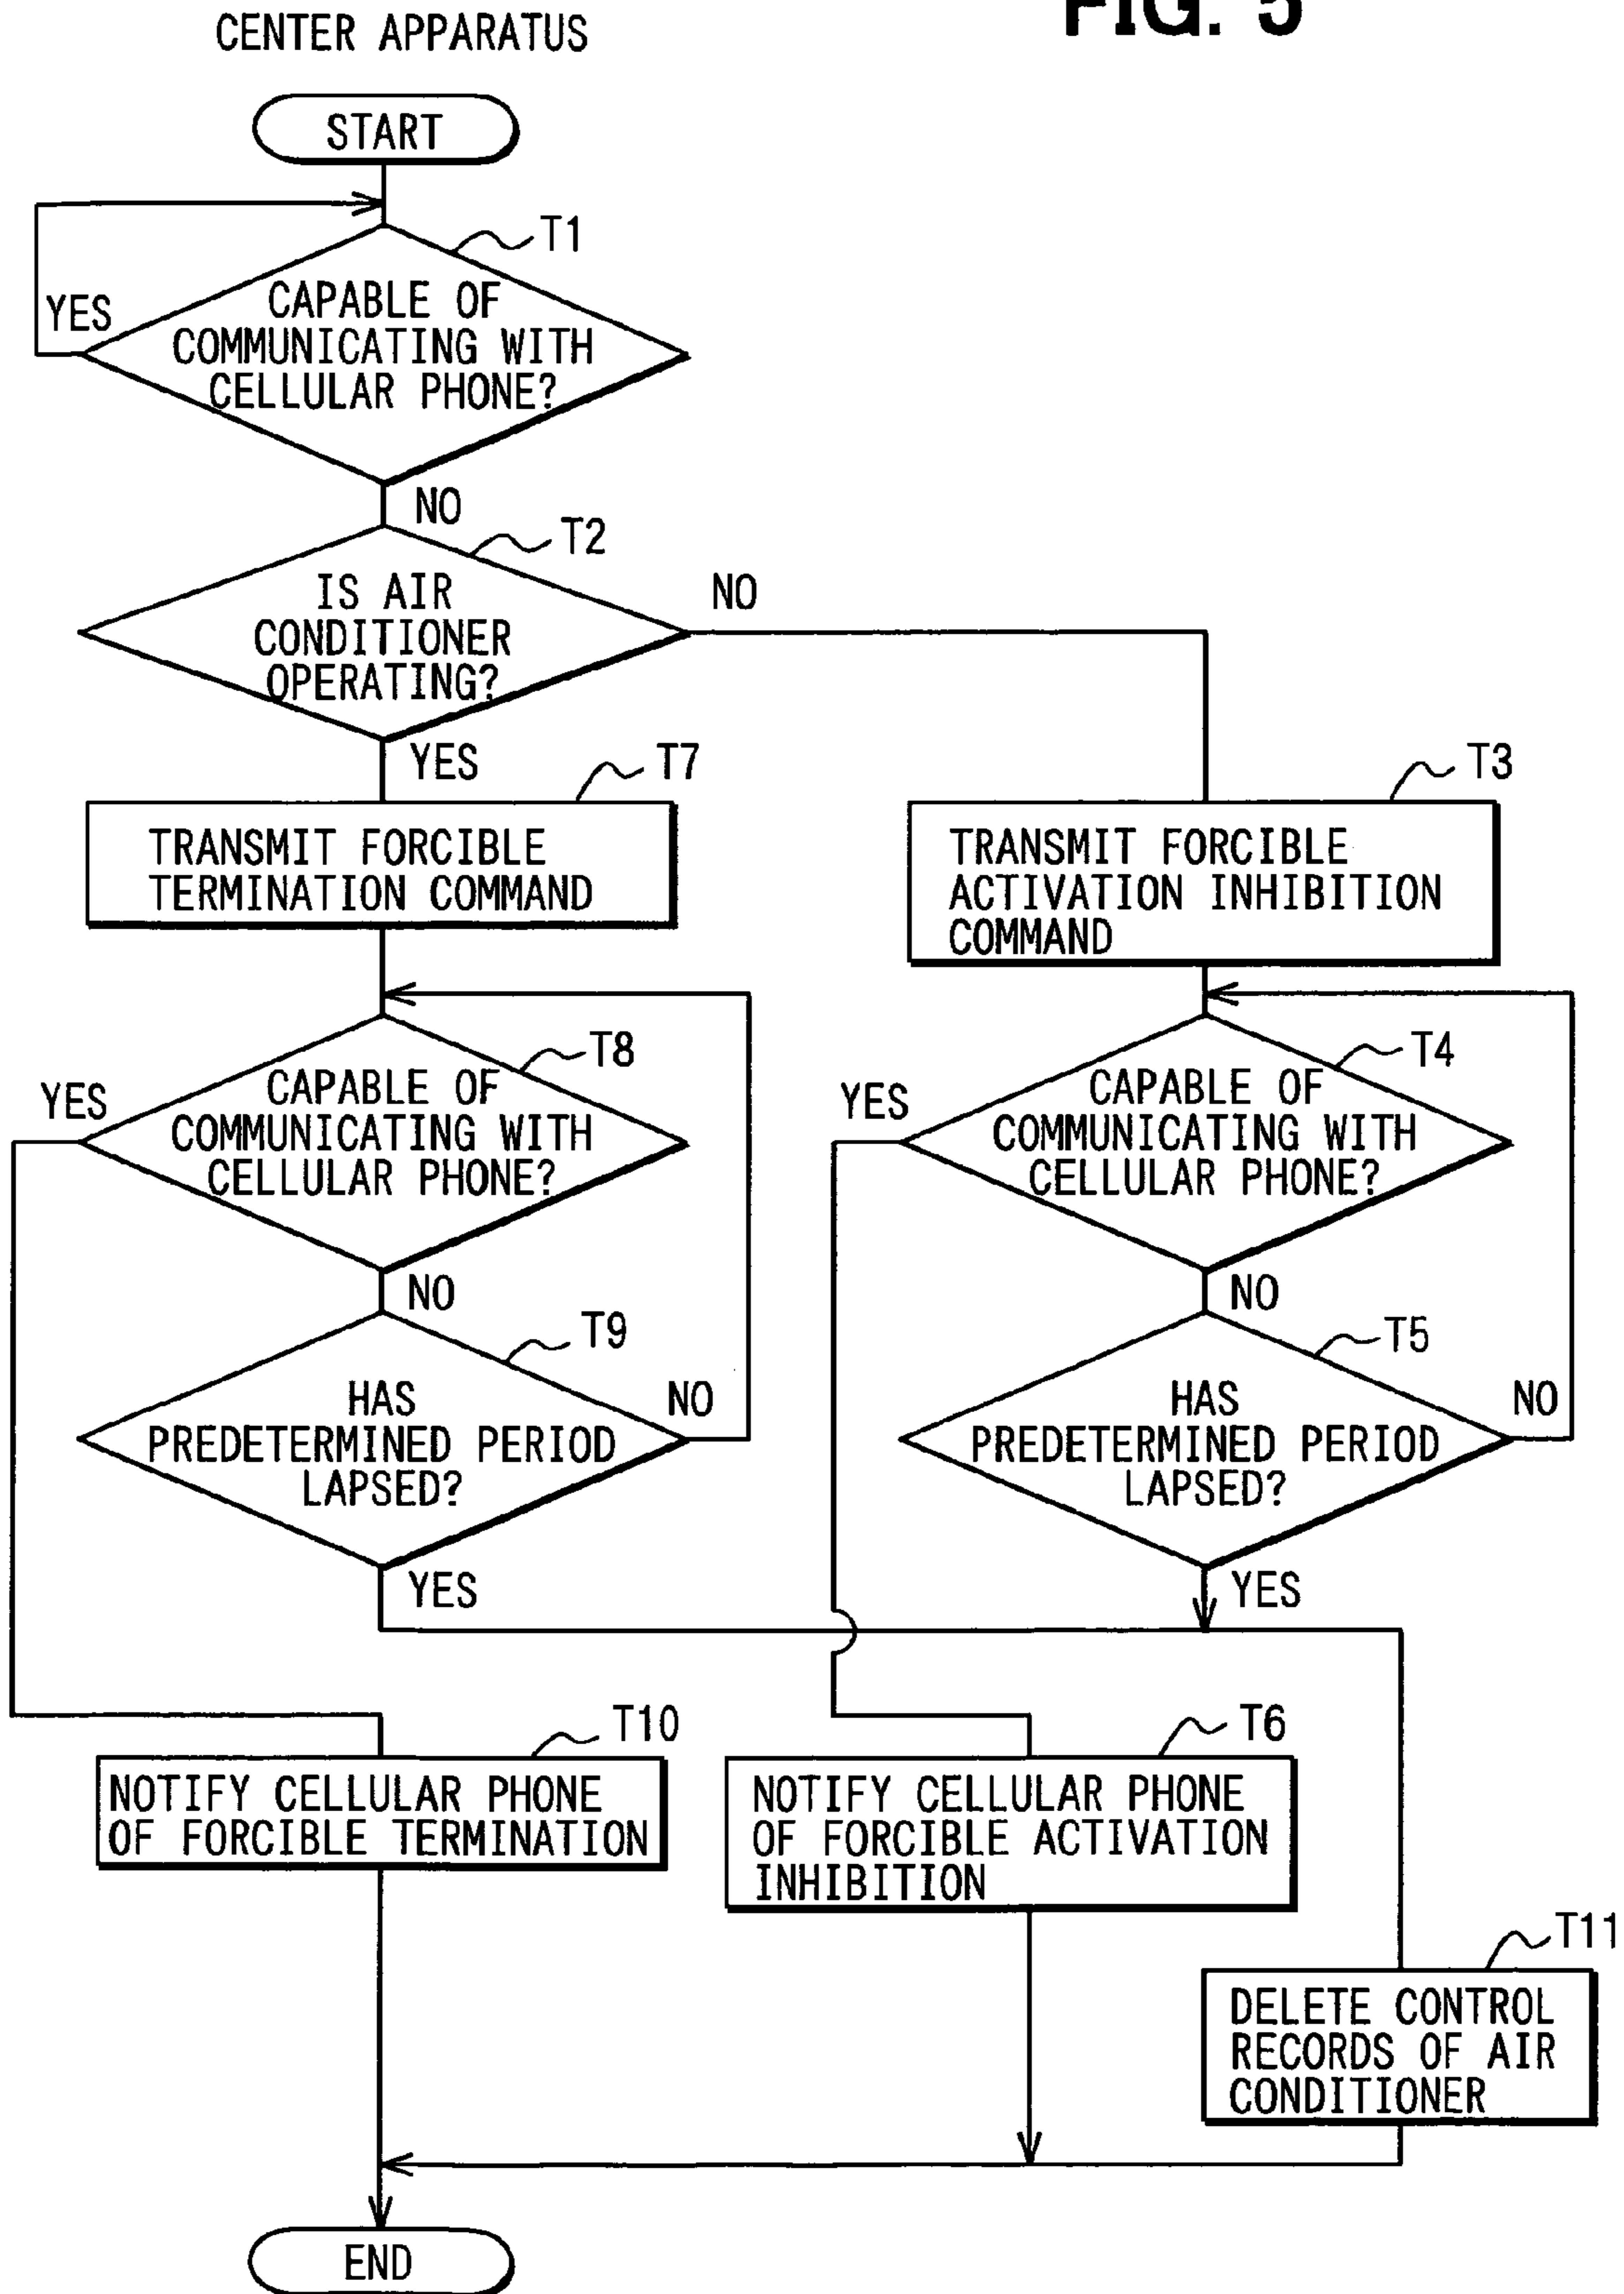 FIG. 5
CENTER APPARATUS
START
T1
CAPABLE OF
COMMUNICATING WITH
CELLULAR PHONE?
YES
NO
T2
IS AIR
CONDITIONER
OPERATING?
NO
YES
T7
TRANSMIT FORCIBLE
TERMINATION COMMAND
T3
TRANSMIT FORCIBLE
ACTIVATION INHIBITION
COMMAND
T8
CAPABLE OF
COMMUNICATING WITH
CELLULAR PHONE?
YES
NO
T4
CAPABLE OF
COMMUNICATING WITH
CELLULAR PHONE?
YES
NO
T9
HAS
PREDETERMINED PERIOD
LAPSED?
NO
YES
T5
HAS
PREDETERMINED PERIOD
LAPSED?
NO
YES
T10
NOTIFY CELLULAR PHONE
OF FORCIBLE TERMINATION
T6
NOTIFY CELLULAR PHONE
OF FORCIBLE ACTIVATION
INHIBITION
T11
DELETE CONTROL
RECORDS OF AIR
CONDITIONER
END